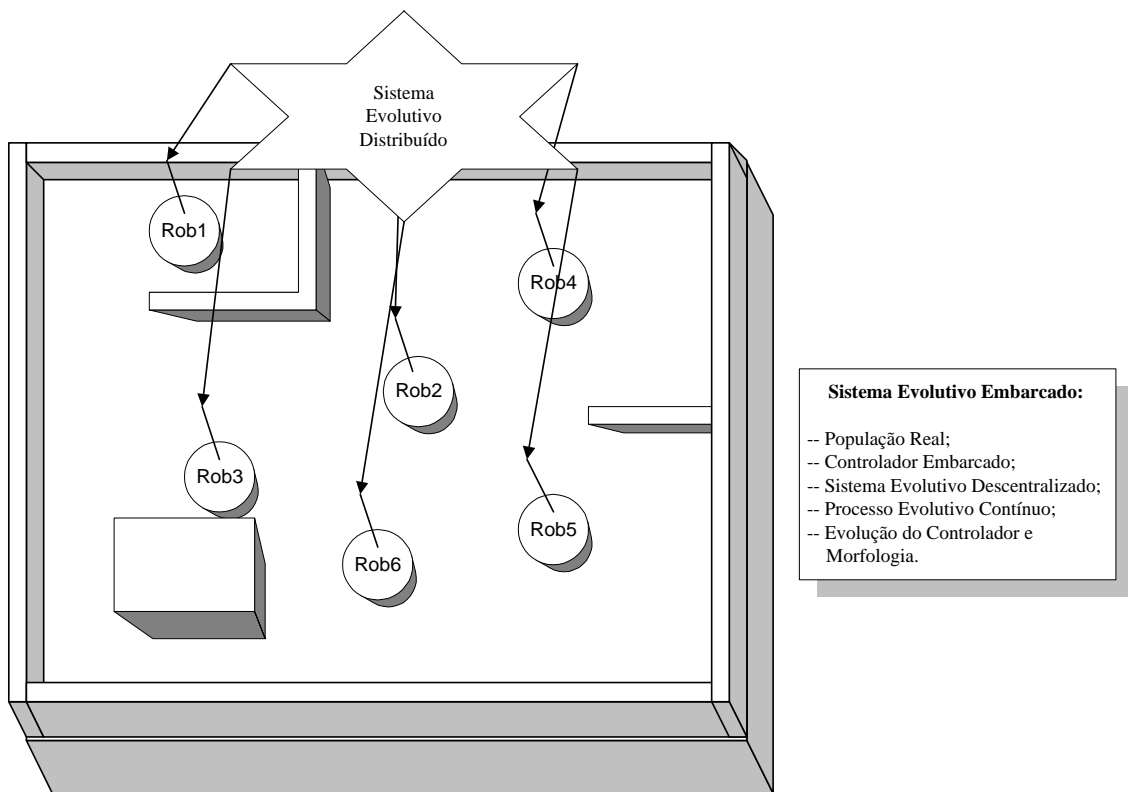 Sistema
Evolutivo
Distribuído
Rob1
Rob4
Rob2
Rob3
Rob5
Rob6
Sistema Evolutivo Embarcado:
-- População Real;
-- Controlador Embarcado;
-- Sistema Evolutivo Descentralizado;
-- Processo Evolutivo Contínuo;
-- Evolução do Controlador e
Morfologia.